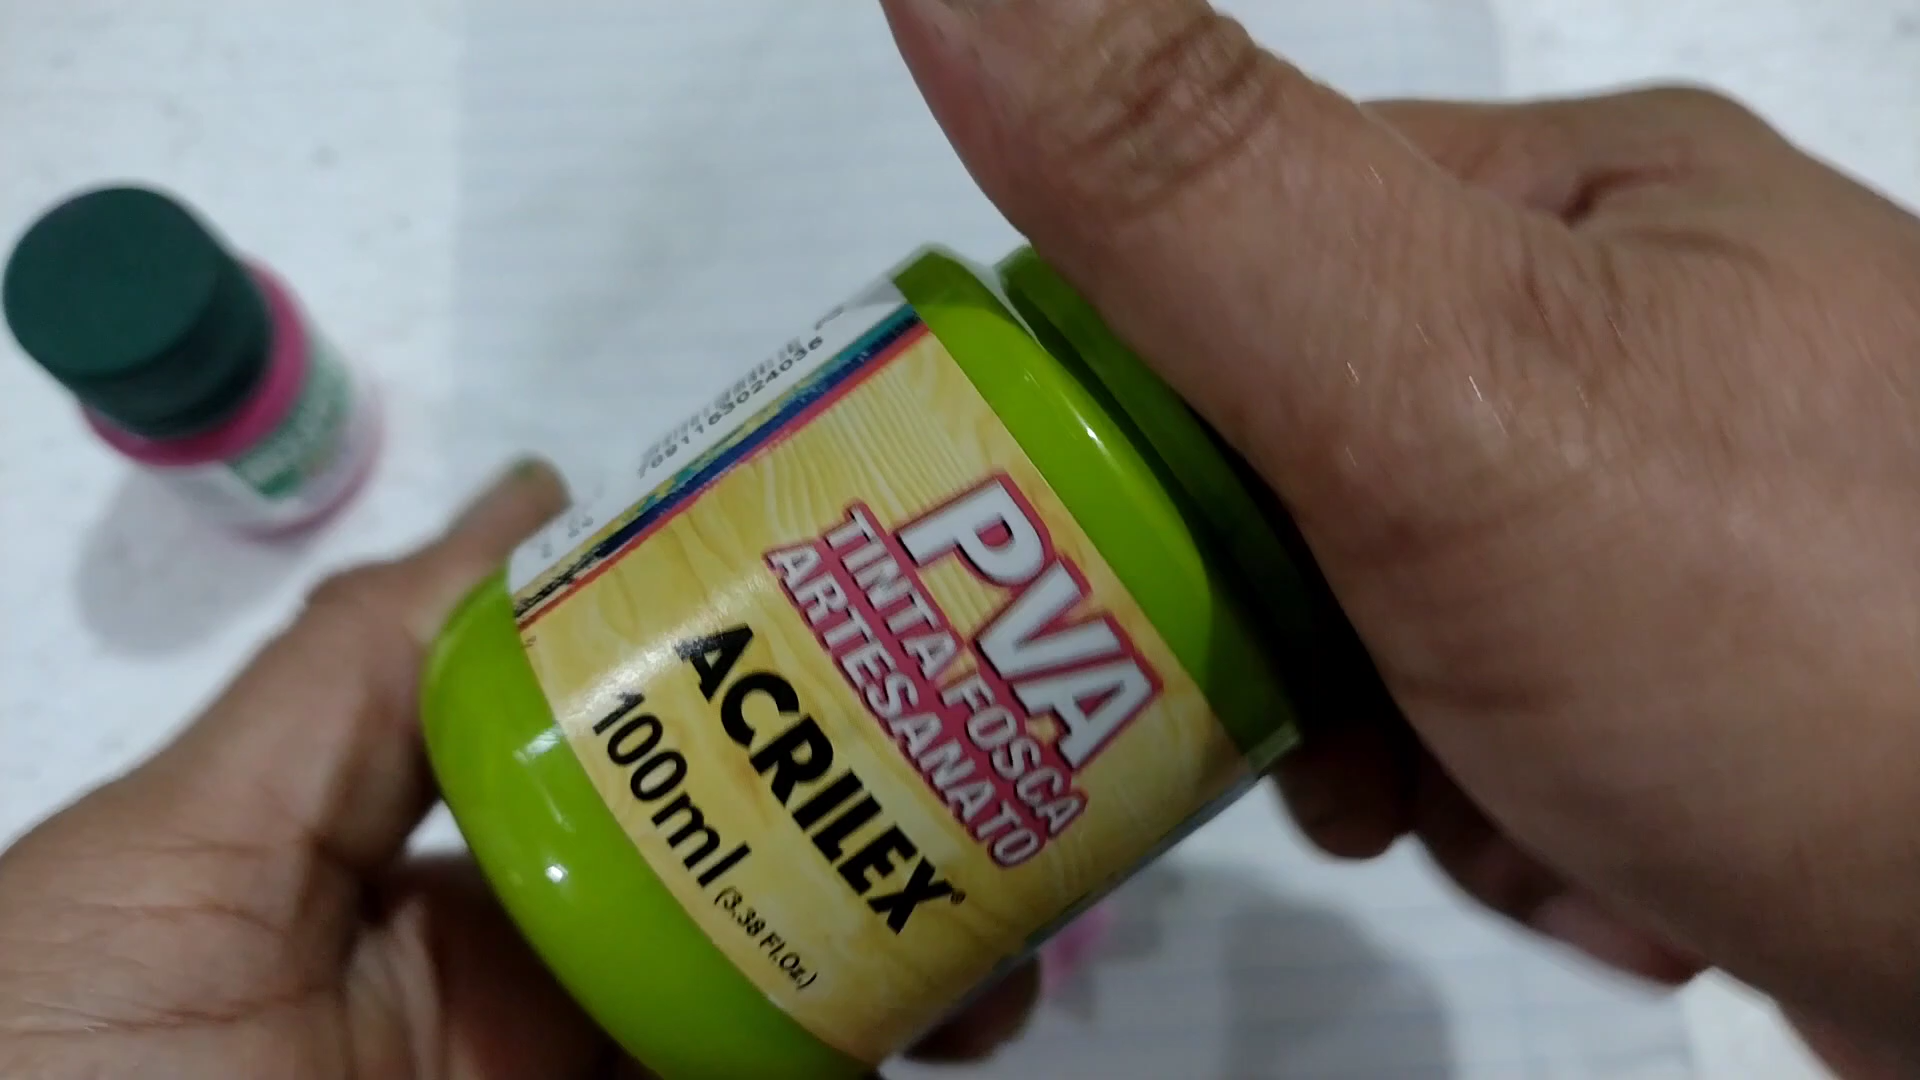 PVA
TINTA FOSCA
ARTESANATO
ACRILEX®
100ml (3.38 Fl.Oz.)